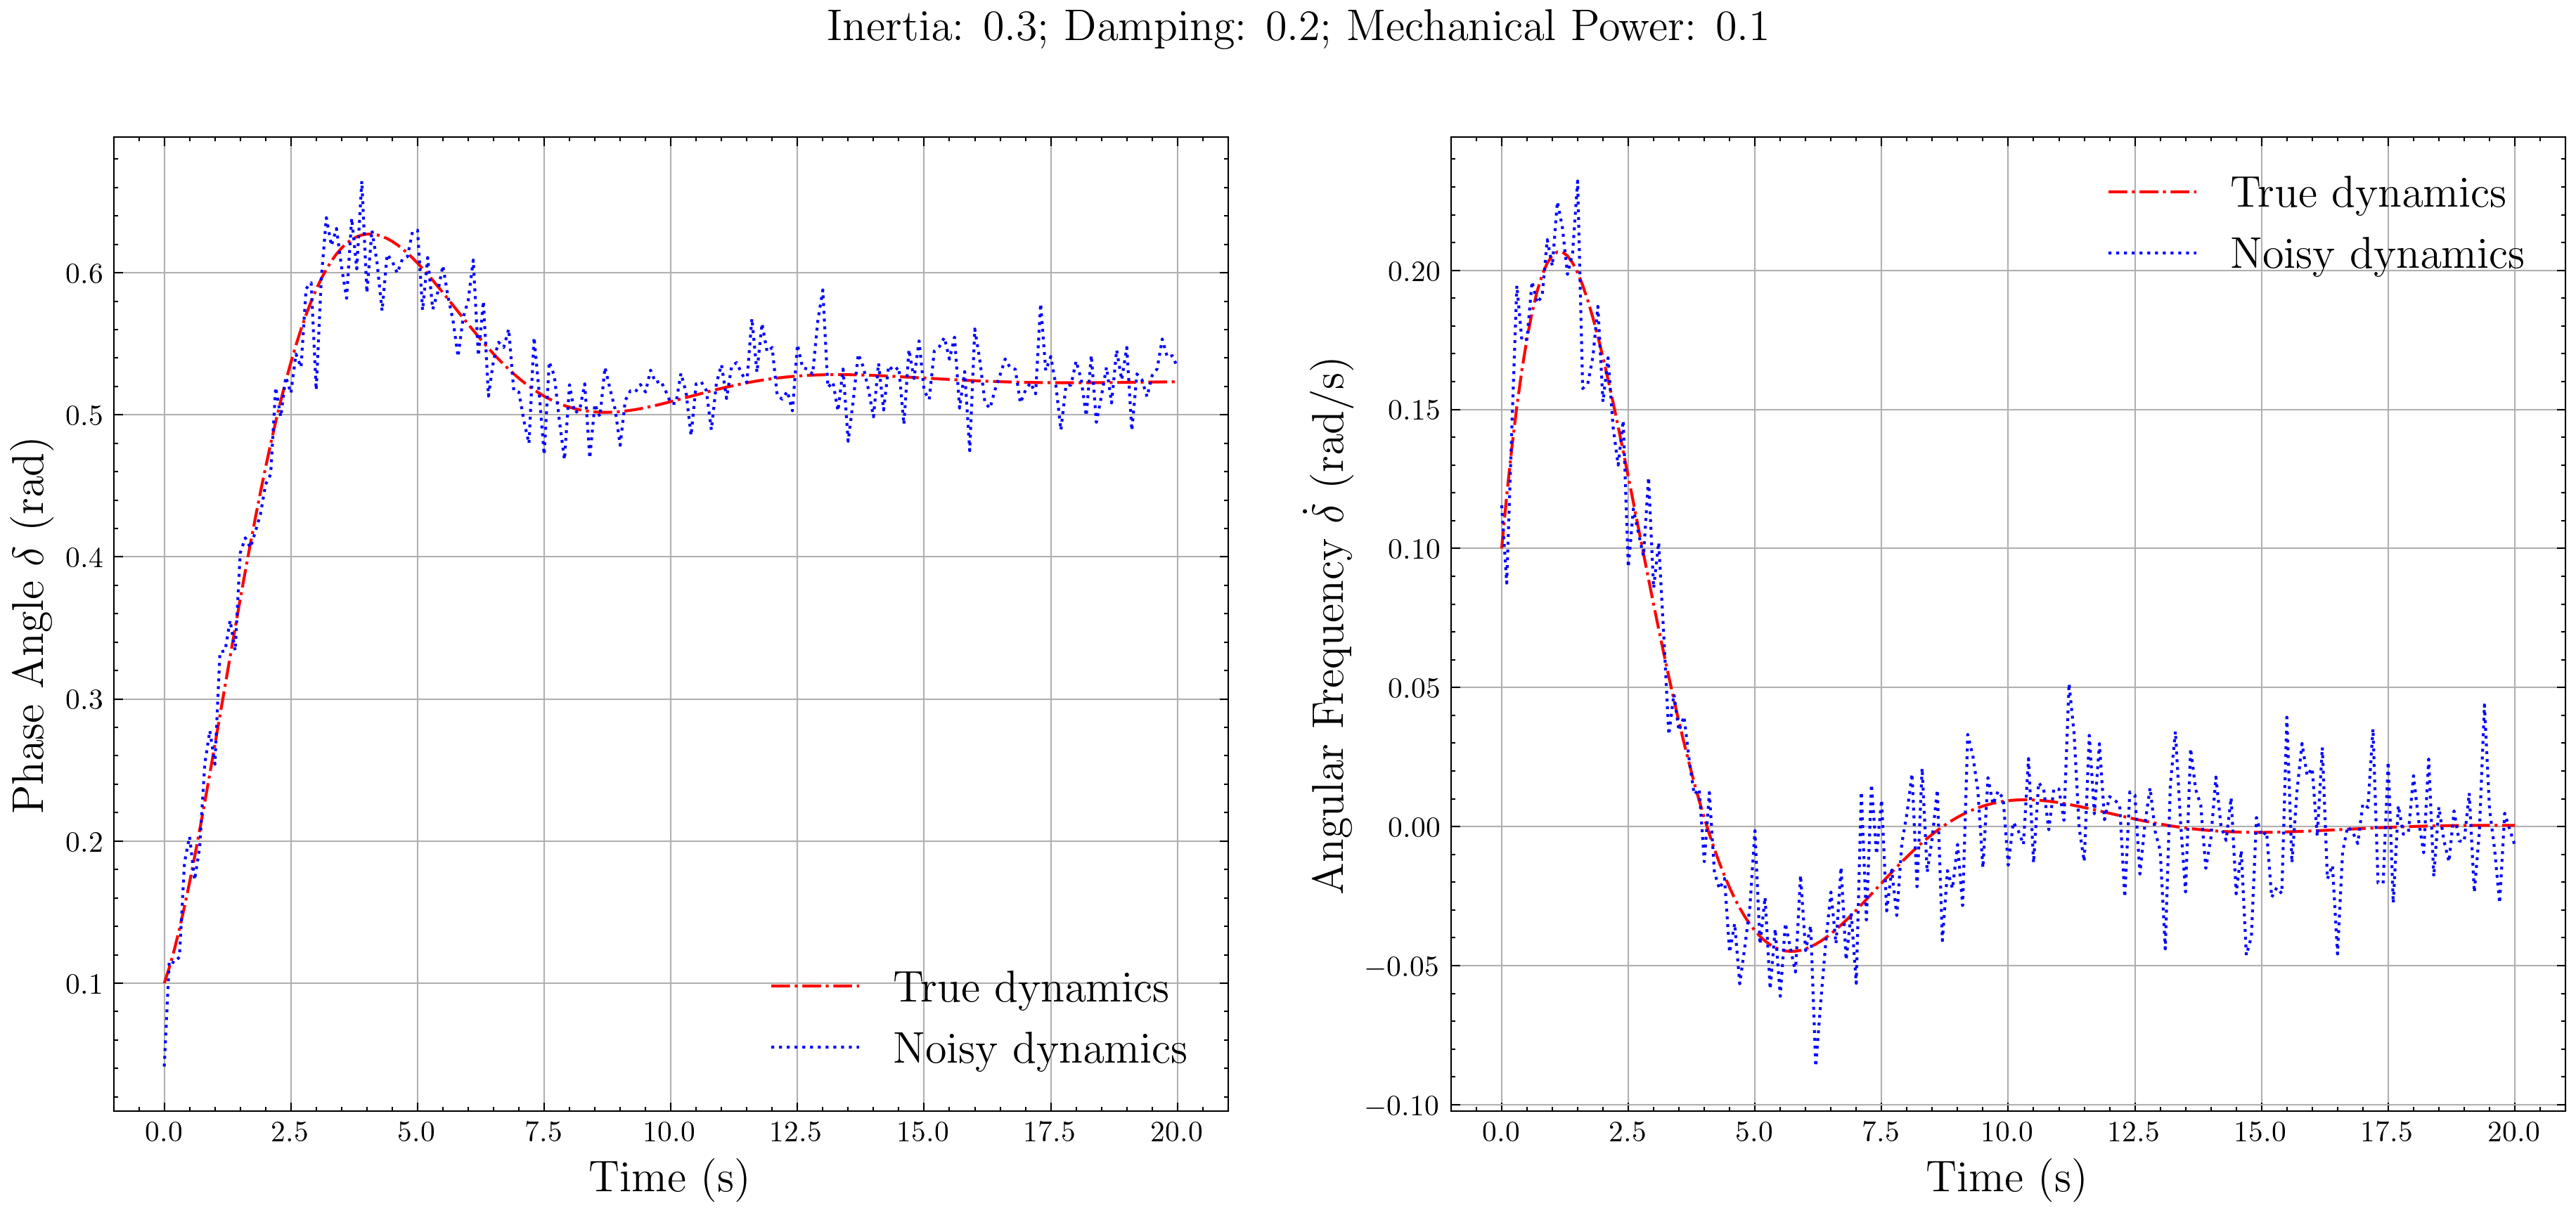 Inertia: 0.3; Damping: 0.2; Mechanical Power: 0.1
Phase Angle δ (rad)
0.6
0.5
0.4
0.3
0.2
0.1
True dynamics
Noisy dynamics
0.0 2.5 5.0 7.5 10.0 12.5 15.0 17.5 20.0
Time (s)
Angular Frequency δ̇ (rad/s)
True dynamics
Noisy dynamics
0.20
0.15
0.10
0.05
0.00
−0.05
−0.10
0.0 2.5 5.0 7.5 10.0 12.5 15.0 17.5 20.0
Time (s)